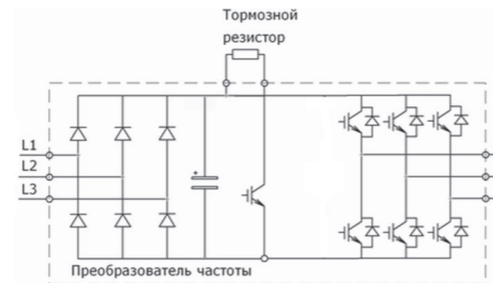 Тормозной
резистор
L1
L2
L3
+
Преобразователь частоты